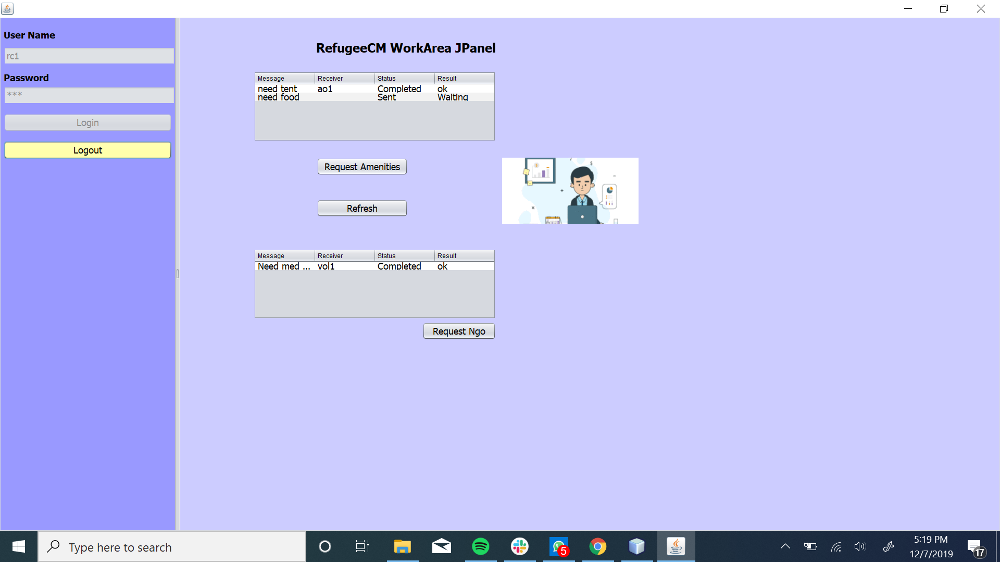 User Name
rc1
Password
***
Login
Logout
RefugeeCM WorkArea JPanel
Message Receiver Status Result
need tent ao1 Completed ok
need food Sent Waiting
Request Amenities
Refresh
Message Receiver Status Result
Need med ... vol1 Completed ok
Request Ngo
Type here to search
5
5:19 PM
12/7/2019
17